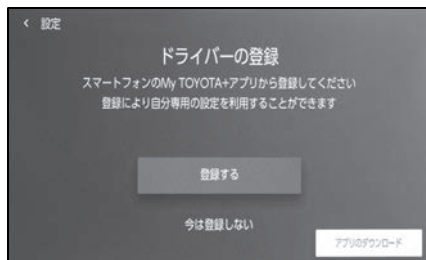 < 設定
ドライバーの登録
スマートフォンのMy TOYOTA+アプリから登録してください
登録により自分専用の設定を利用することができます
登録する
今は登録しない
アプリのダウンロード